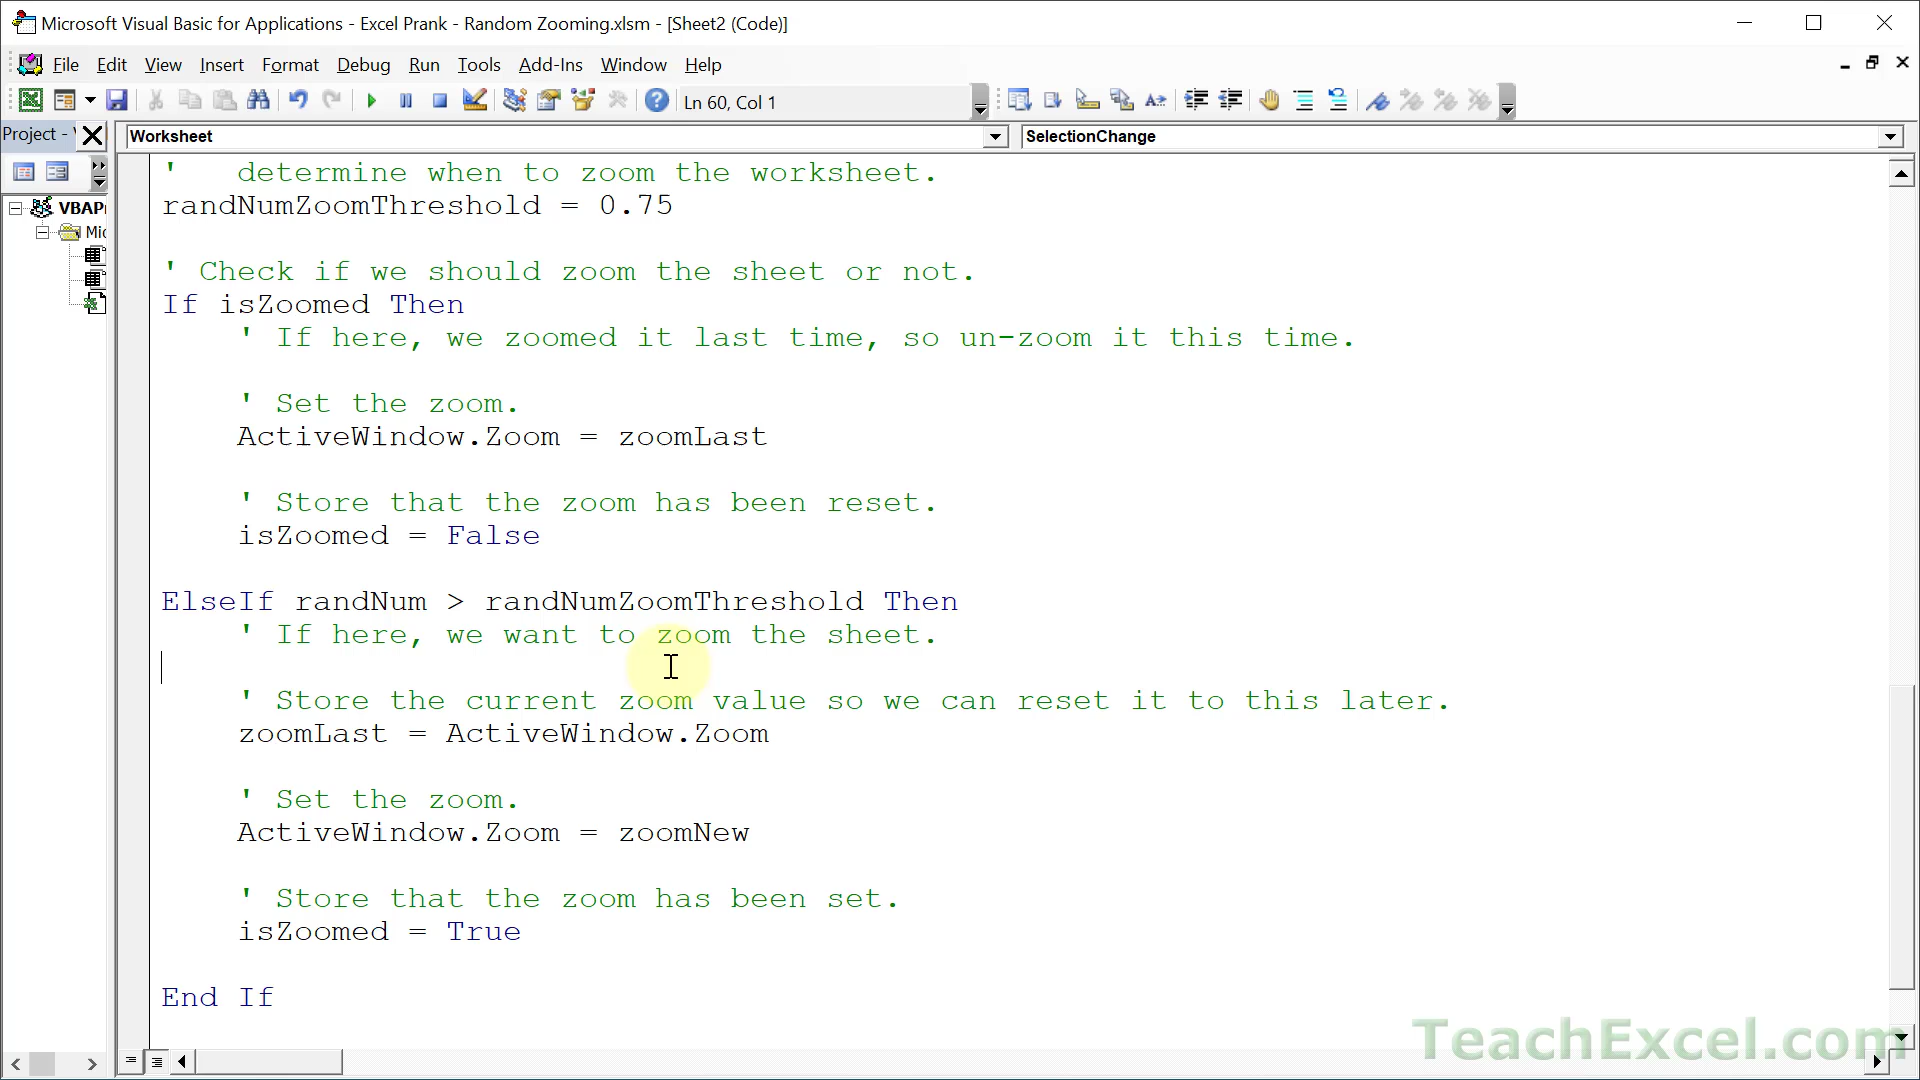 Microsoft Visual Basic for Applications - Excel Prank - Random Zooming.xlsm - [Sheet2 (Code)]
File Edit View Insert Format Debug Run Tools Add-Ins Window Help
Ln 60, Col 1
Project -
Worksheet
SelectionChange
VBAP
Mic
'   determine when to zoom the worksheet.
randNumZoomThreshold = 0.75
' Check if we should zoom the sheet or not.
If isZoomed Then
' If here, we zoomed it last time, so un-zoom it this time.
' Set the zoom.
ActiveWindow.Zoom = zoomLast
' Store that the zoom has been reset.
isZoomed = False
ElseIf randNum > randNumZoomThreshold Then
' If here, we want to zoom the sheet.
' Store the current zoom value so we can reset it to this later.
zoomLast = ActiveWindow.Zoom
' Set the zoom.
ActiveWindow.Zoom = zoomNew
' Store that the zoom has been set.
isZoomed = True
End If
TeachExcel.com